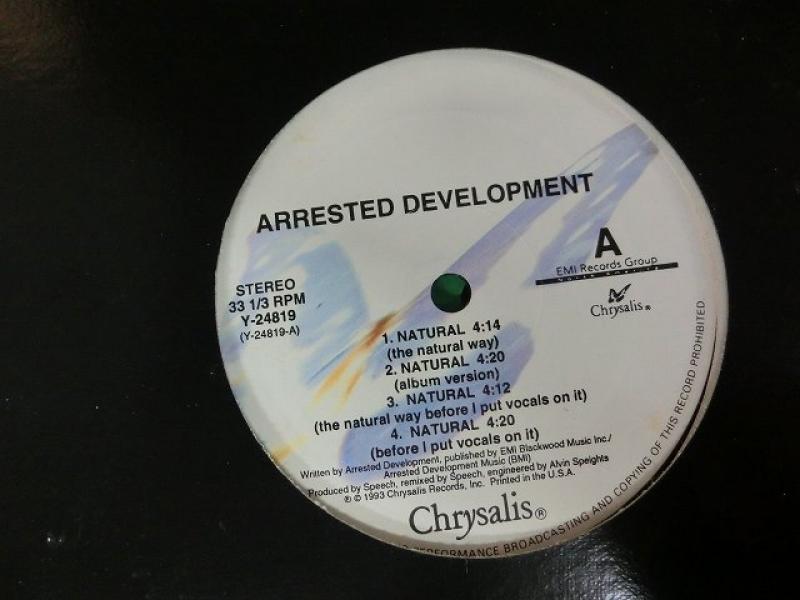 ARRESTED DEVELOPMENT
A
EMI Records Group
NORTH AMERICA
Chrysalis®
STEREO
33 1/3 RPM
Y-24819
(Y-24819-A)
1. NATURAL 4:14
(the natural way)
2. NATURAL 4:20
(album version)
3. NATURAL 4:12
(the natural way before I put vocals on it)
4. NATURAL 4:20
(before I put vocals on it)
Written by Arrested Development, published by EMI Blackwood Music Inc./
Arrested Development Music (BMI)
Produced by Speech, remixed by Speech, engineered by Alvin Speights
℗ © 1993 Chrysalis Records, Inc. Printed in the U.S.A.
Chrysalis®
PERFORMANCE BROADCASTING AND COPYING OF THIS RECORD PROHIBITED